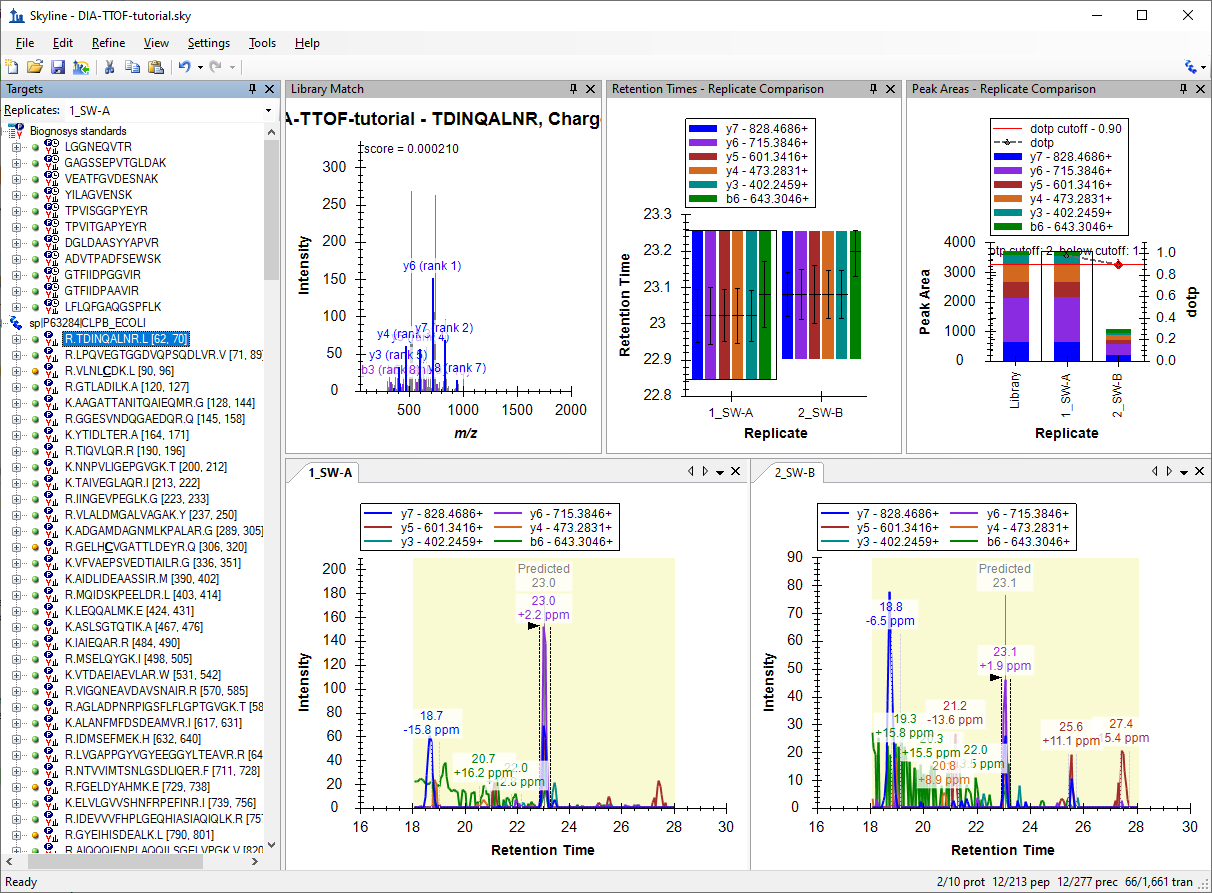 Skyline - DIA-TTOF-tutorial.sky
File Edit Refine View Settings Tools Help
Targets
Replicates: 1_SW-A
Biognosys standards
LGGNEQVTR
GAGSSEPVTGLDAK
VEATFGVDESNAK
YILAGVENSK
TPVISGGPYEYR
TPVITGAPYEYR
DGLDAASYYAPVR
ADVTPADFSEWSK
GTFIIDPGGVIR
GTFIIDPAAVIR
LFLQFGAQGSPFLK
sp|P63284|CLPB_ECOLI
R.TDINQALNR.L [62, 70]
R.LPQVEGTGGDVQPSQDLVR.V [71, 89]
R.VLNLCDK.L [90, 96]
R.GTLADILK.A [120, 127]
K.AAGATTANITQAIEQMR.G [128, 144]
R.GGESVNDQGAEDQR.Q [145, 158]
K.YTIDLTER.A [164, 171]
R.TIQVLQR.R [190, 196]
K.NNPVLIGEPGVGK.T [200, 212]
K.TAIVEGLAQR.I [213, 222]
R.IINGEVPEGLK.G [223, 233]
R.VLALDMGALVAGAK.Y [237, 250]
K.ADGAMDAGNMLKPALAR.G [289, 305]
R.GELHCVGATTLDEYR.Q [306, 320]
K.VFVAEPSVEDTIAILR.G [336, 351]
K.AIDLIDEAASSIR.M [390, 402]
R.MQIDSKPEELDR.L [403, 414]
K.LEQQALMK.E [424, 431]
K.ASLSGTQTIK.A [467, 476]
K.IAIEQAR.R [484, 490]
R.MSELQYGK.I [498, 505]
K.VTDAEIAEVLAR.W [531, 542]
R.VIGQNEAVDAVSNAIR.R [570, 585]
R.AGLADPNRPIGSFLFLGPTGVGK.T [58
K.ALANFMFDSDEAMVR.I [617, 631]
R.IDMSEFMEK.H [632, 640]
R.LVGAPPGYVGYEEGGYLTEAVR.R [64
R.NTVVIMTSNLGSDLIQER.F [711, 728]
R.FGELDYAHMK.E [729, 738]
K.ELVLGVVSHNFRPEFINR.I [739, 756]
R.IDEVVVFHPLGEQHIASIAQIQLK.R [75
R.GYEIHISDEALK.L [790, 801]
R.AIQQQIENPLAQQILSGELVPGK.V [820
Library Match
A-TTOF-tutorial - TDINQALNR, Charg
score = 0.000210
300
250
200
150
100
50
0
Intensity
y6 (rank 1)
y7 (rank 2)
y3 (rank 5)
b3 (rank 8)
y8 (rank 7)
500 1000 1500 2000
m/z
Retention Times - Replicate Comparison
y7 - 828.4686+
y6 - 715.3846+
y5 - 601.3416+
y4 - 473.2831+
y3 - 402.2459+
b6 - 643.3046+
23.3
23.2
23.1
23
22.9
22.8
Retention Time
1_SW-A 2_SW-B
Replicate
Peak Areas - Replicate Comparison
dotp cutoff - 0.90
dotp
y7 - 828.4686+
y6 - 715.3846+
y5 - 601.3416+
y4 - 473.2831+
y3 - 402.2459+
b6 - 643.3046+
4000
3000
2000
1000
0
Peak Area
otp cutoff: 2, below cutoff: 1
1.0
0.8
0.6
0.4
0.2
0.0
dotp
Library
1_SW-A
2_SW-B
Replicate
1_SW-A
y7 - 828.4686+ y6 - 715.3846+
y5 - 601.3416+ y4 - 473.2831+
y3 - 402.2459+ b6 - 643.3046+
Predicted
23.0
23.0
+2.2 ppm
18.7
-15.8 ppm
20.7
+16.2 ppm
22.0
200
180
160
140
120
100
80
60
40
20
0
Intensity
16 18 20 22 24 26 28 30
Retention Time
2_SW-B
y7 - 828.4686+ y6 - 715.3846+
y5 - 601.3416+ y4 - 473.2831+
y3 - 402.2459+ b6 - 643.3046+
Predicted
23.1
18.8
-6.5 ppm
23.1
+1.9 ppm
21.2
-13.6 ppm
19.3
+15.8 ppm
+15.5 ppm
22.0
20.8
+8.9 ppm
25.6
+11.1 ppm
27.4
5.4 ppm
90
80
70
60
50
40
30
20
10
0
Intensity
16 18 20 22 24 26 28 30
Retention Time
Ready
2/10 prot 12/213 pep 12/277 prec 66/1,661 tran